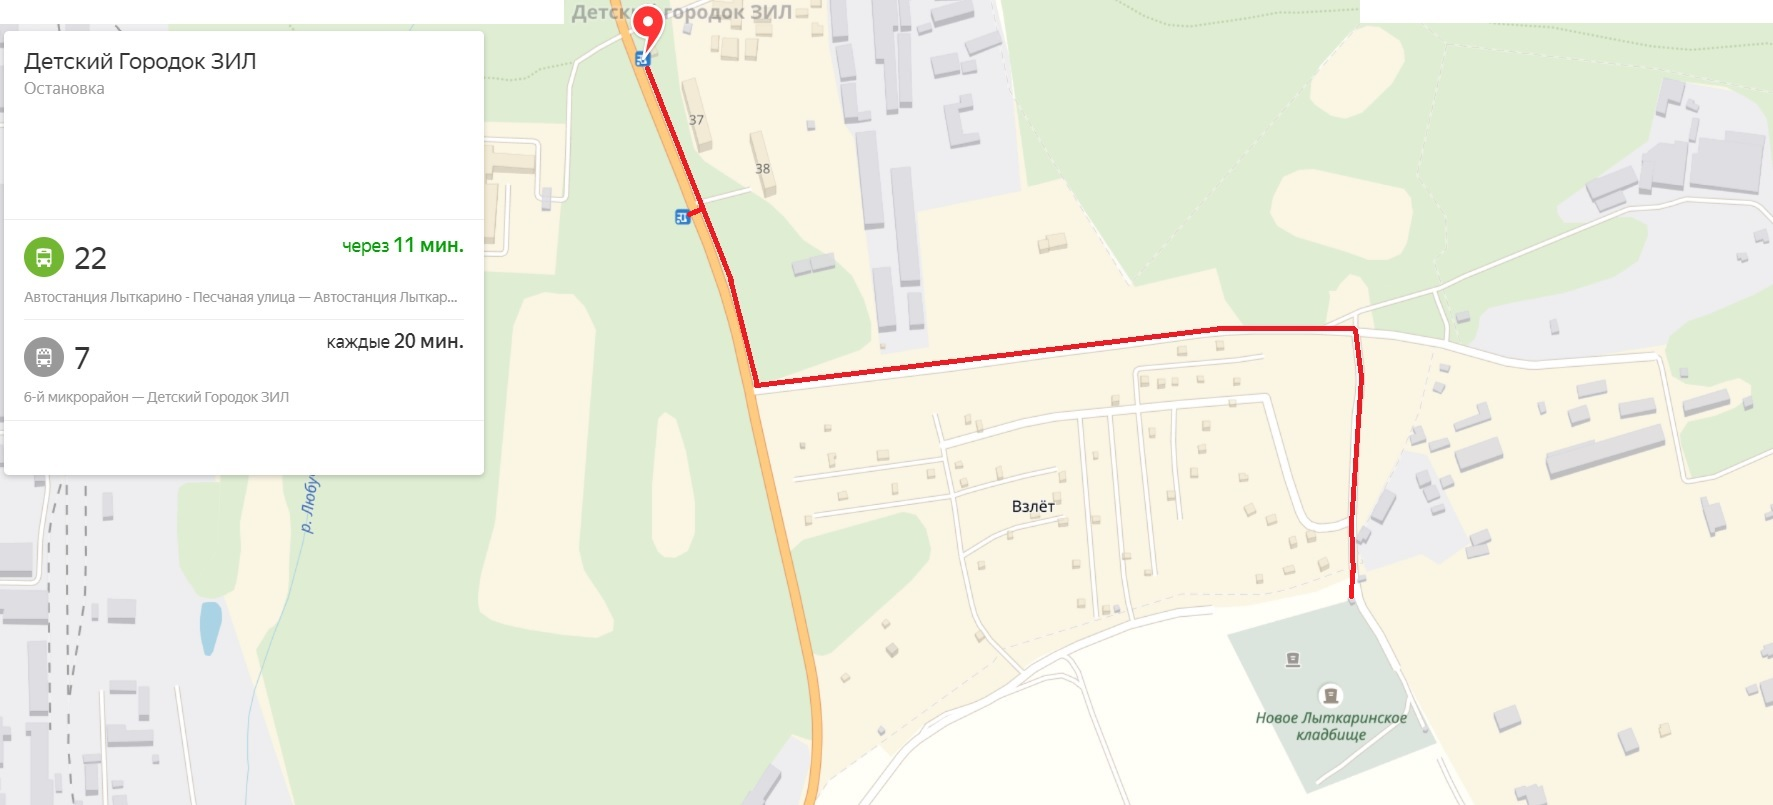 Детский городок ЗИЛ
Детский Городок ЗИЛ
Остановка
22
через 11 мин.
Автостанция Лыткарино - Песчаная улица — Автостанция Лыткар...
7
каждые 20 мин.
6-й микрорайон — Детский Городок ЗИЛ
37
38
р. Любу
Взлёт
Новое Лыткаринское
кладбище